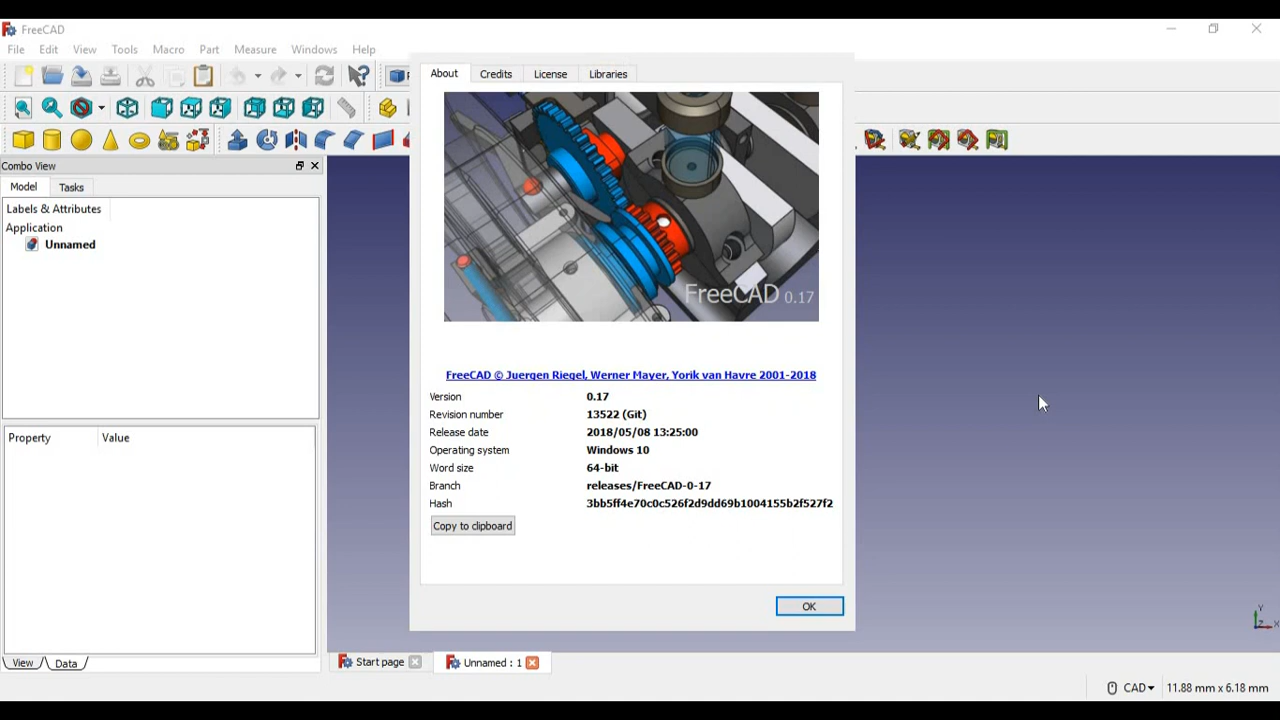 FreeCAD
File Edit View Tools Macro Part Measure Windows Help
About Credits License Libraries
Combo View
Model Tasks
Labels & Attributes
Application
Unnamed
FreeCAD 0.17
FreeCAD © Juergen Riegel, Werner Mayer, Yorik van Havre 2001-2018
Version 0.17
Revision number 13522 (Git)
Release date 2018/05/08 13:25:00
Operating system Windows 10
Word size 64-bit
Branch releases/FreeCAD-0-17
Hash 3bb5ff4e70c0c526f2d9dd69b1004155b2f527f2
Copy to clipboard
Property Value
OK
View Data
Start page Unnamed : 1
Y
Z X
CAD 11.88 mm x 6.18 mm